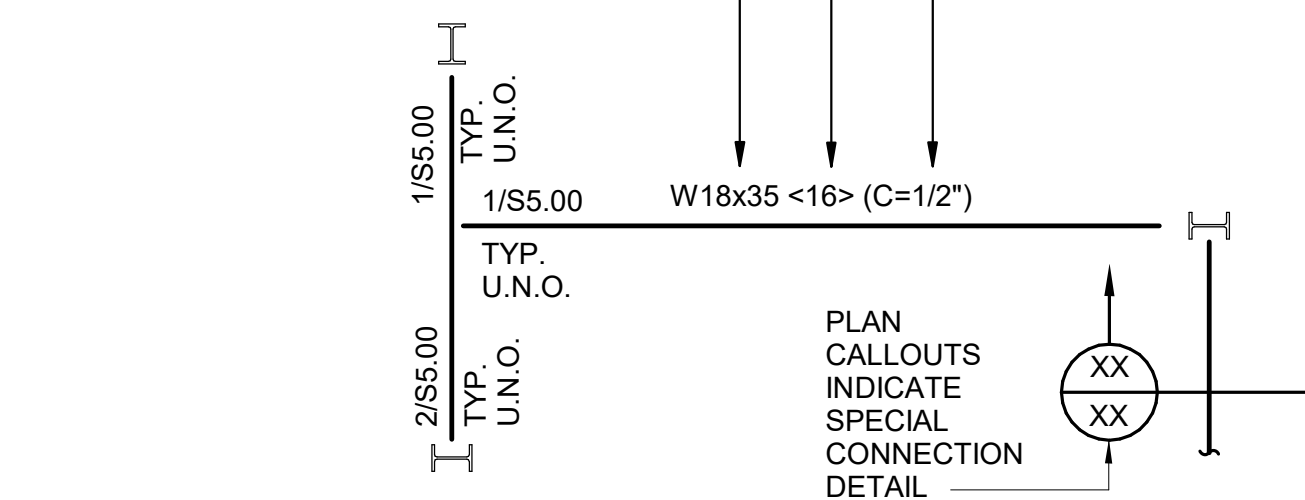 1/S5.00
TYP.
U.N.O.
1/S5.00
W18x35 <16> (C=1/2")
TYP.
U.N.O.
2/S5.00
TYP.
U.N.O.
PLAN
CALLOUTS
INDICATE
SPECIAL
CONNECTION
DETAIL
XX
XX